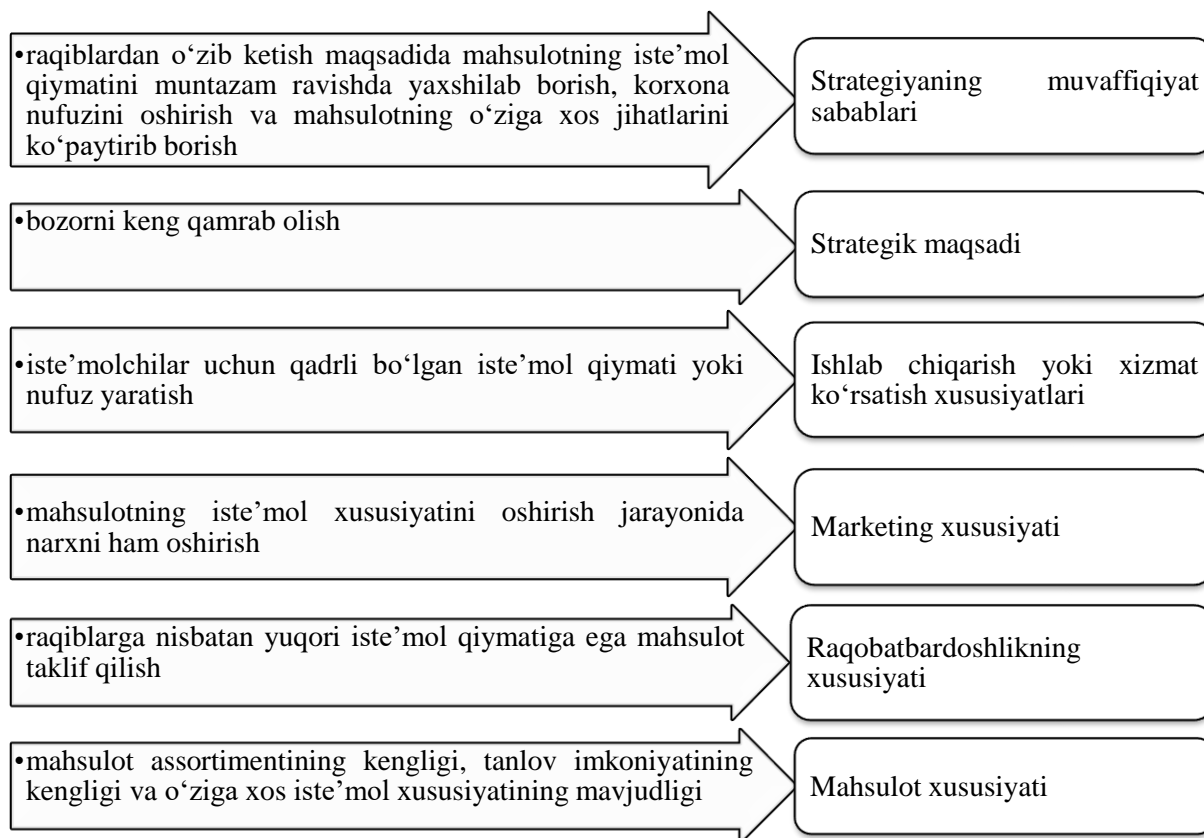 •raqiblardan o‘zib ketish maqsadida mahsulotning iste’mol
qiymatini muntazam ravishda yaxshilab borish, korxona
nufuzini oshirish va mahsulotning o‘ziga xos jihatlarini
ko‘paytirib borish
Strategiyaning muvaffiqiyat
sabablari
•bozorni keng qamrab olish
Strategik maqsadi
•iste’molchilar uchun qadrli bo‘lgan iste’mol qiymati yoki
nufuz yaratish
Ishlab chiqarish yoki xizmat
ko‘rsatish xususiyatlari
•mahsulotning iste’mol xususiyatini oshirish jarayonida
narxni ham oshirish
Marketing xususiyati
•raqiblarga nisbatan yuqori iste’mol qiymatiga ega mahsulot
taklif qilish
Raqobatbardoshlikning
xususiyati
•mahsulot assortimentining kengligi, tanlov imkoniyatining
kengligi va o‘ziga xos iste’mol xususiyatining mavjudligi
Mahsulot xususiyati